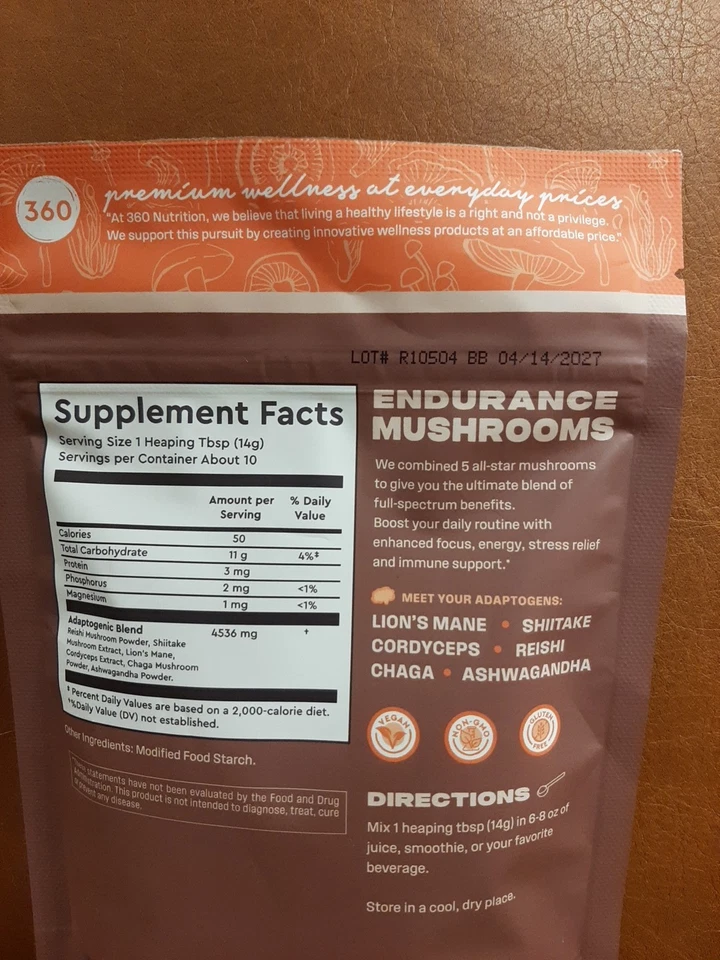 360
premium wellness at everyday prices
"At 360 Nutrition, we believe that living a healthy lifestyle is a right and not a privilege.
We support this pursuit by creating innovative wellness products at an affordable price."
LOT# R10504 BB 04/14/2027
Supplement Facts
Serving Size 1 Heaping Tbsp (14g)
Servings per Container About 10
Amount per Serving % Daily Value
Calories 50
Total Carbohydrate 11 g 4%‡
Protein 3 mg
Phosphorus 2 mg <1%
Magnesium 1 mg <1%
Adaptogenic Blend 4536 mg †
Reishi Mushroom Powder, Shiitake
Mushroom Extract, Lion's Mane,
Cordyceps Extract, Chaga Mushroom
Powder, Ashwagandha Powder.
‡ Percent Daily Values are based on a 2,000-calorie diet.
†%Daily Value (DV) not established.
Other Ingredients: Modified Food Starch.
statements have not been evaluated by the Food and Drug
Administration. This product is not intended to diagnose, treat, cure
any disease.
ENDURANCE
MUSHROOMS
We combined 5 all-star mushrooms
to give you the ultimate blend of
full-spectrum benefits.
Boost your daily routine with
enhanced focus, energy, stress relief
and immune support.*
MEET YOUR ADAPTOGENS:
LION'S MANE • SHIITAKE
CORDYCEPS • REISHI
CHAGA • ASHWAGANDHA
VEGAN
NON-GMO
GLUTEN FREE
DIRECTIONS
Mix 1 heaping tbsp (14g) in 6-8 oz of
juice, smoothie, or your favorite
beverage.
Store in a cool, dry place.